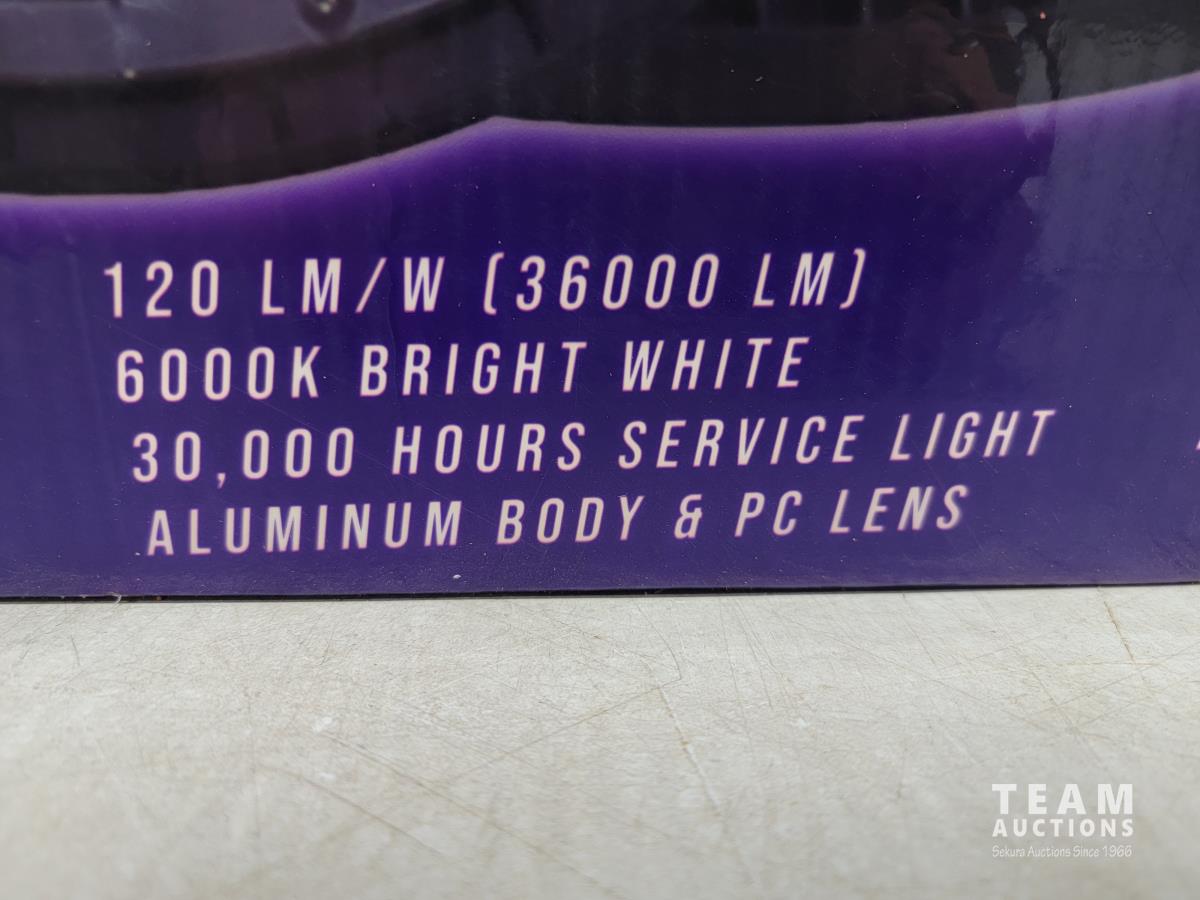 120 LM/W (36000 LM)
6000K BRIGHT WHITE
30,000 HOURS SERVICE LIGHT
ALUMINUM BODY & PC LENS
TEAM
AUCTIONS
Sekura Auctions Since 1966